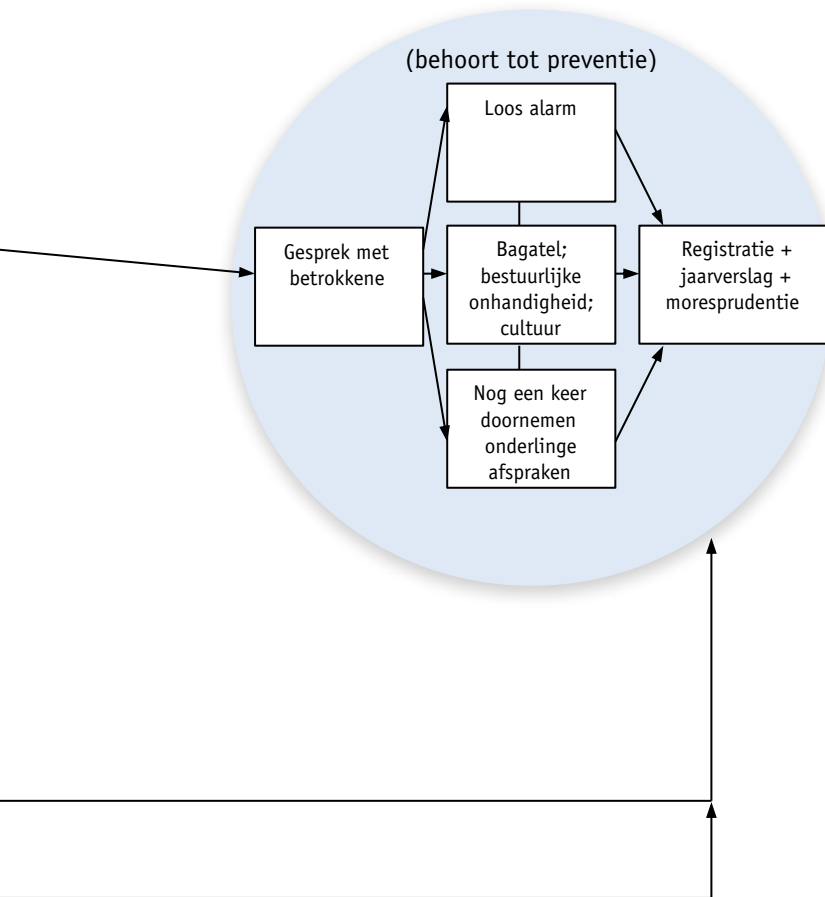 (behoort tot preventie)
Loos alarm
Gesprek met
betrokkene
Bagatel;
bestuurlijke
onhandigheid;
cultuur
Registratie +
jaarverslag +
moresprudentie
Nog een keer
doornemen
onderlinge
afspraken